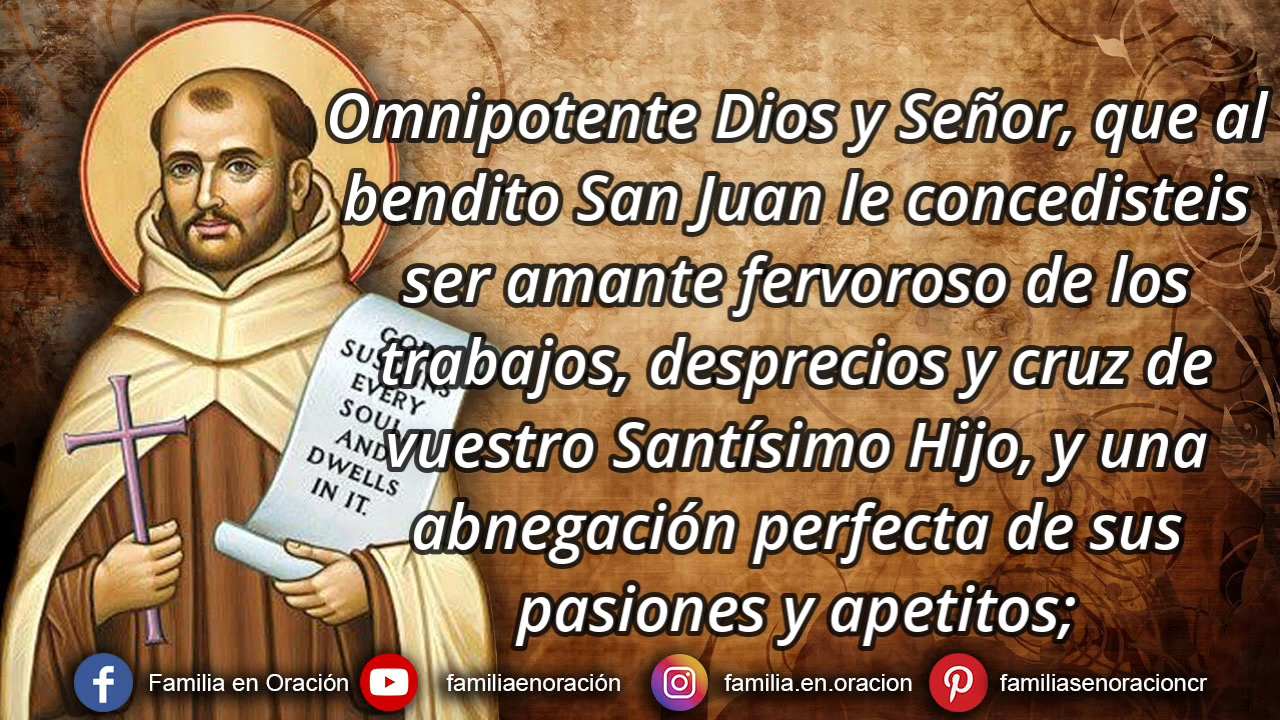 Omnipotente Dios y Señor, que al
bendito San Juan le concedisteis
ser amante fervoroso de los
trabajos, desprecios y cruz de
vuestro Santísimo Hijo, y una
abnegación perfecta de sus
pasiones y apetitos;
GOD
SUSTAINS
EVERY
SOUL
AND
DWELLS
IN IT.
Familia en Oración
familiaenoración
familia.en.oracion
familiasenoracioncr